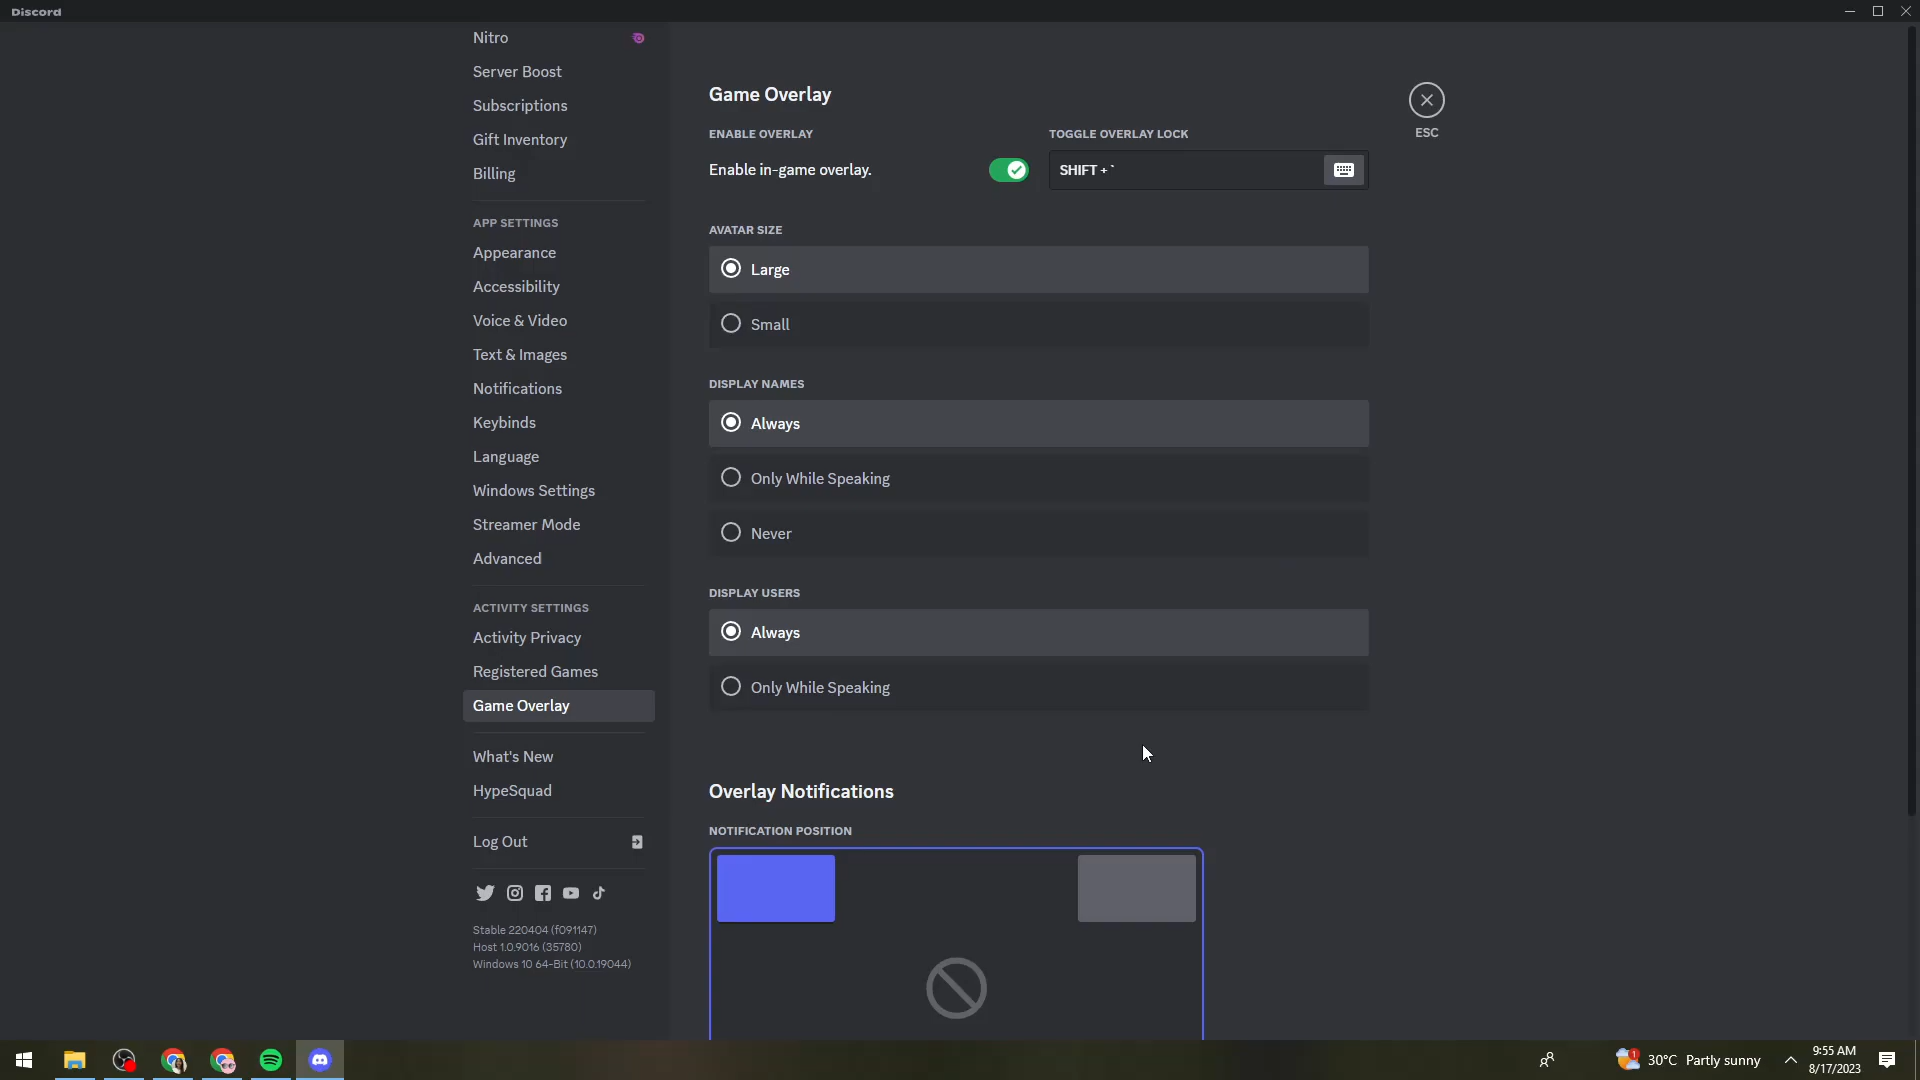 Discord
Nitro
Server Boost
Subscriptions
Gift Inventory
Billing
APP SETTINGS
Appearance
Accessibility
Voice & Video
Text & Images
Notifications
Keybinds
Language
Windows Settings
Streamer Mode
Advanced
ACTIVITY SETTINGS
Activity Privacy
Registered Games
Game Overlay
What's New
HypeSquad
Log Out
Stable 220404 (f091147)
Host 1.0.9016 (35780)
Windows 10 64-Bit (10.0.19044)
Game Overlay
ENABLE OVERLAY
Enable in-game overlay.
TOGGLE OVERLAY LOCK
SHIFT + `
ESC
AVATAR SIZE
Large
Small
DISPLAY NAMES
Always
Only While Speaking
Never
DISPLAY USERS
Always
Only While Speaking
Overlay Notifications
NOTIFICATION POSITION
1
30°C Partly sunny
9:55 AM
8/17/2023